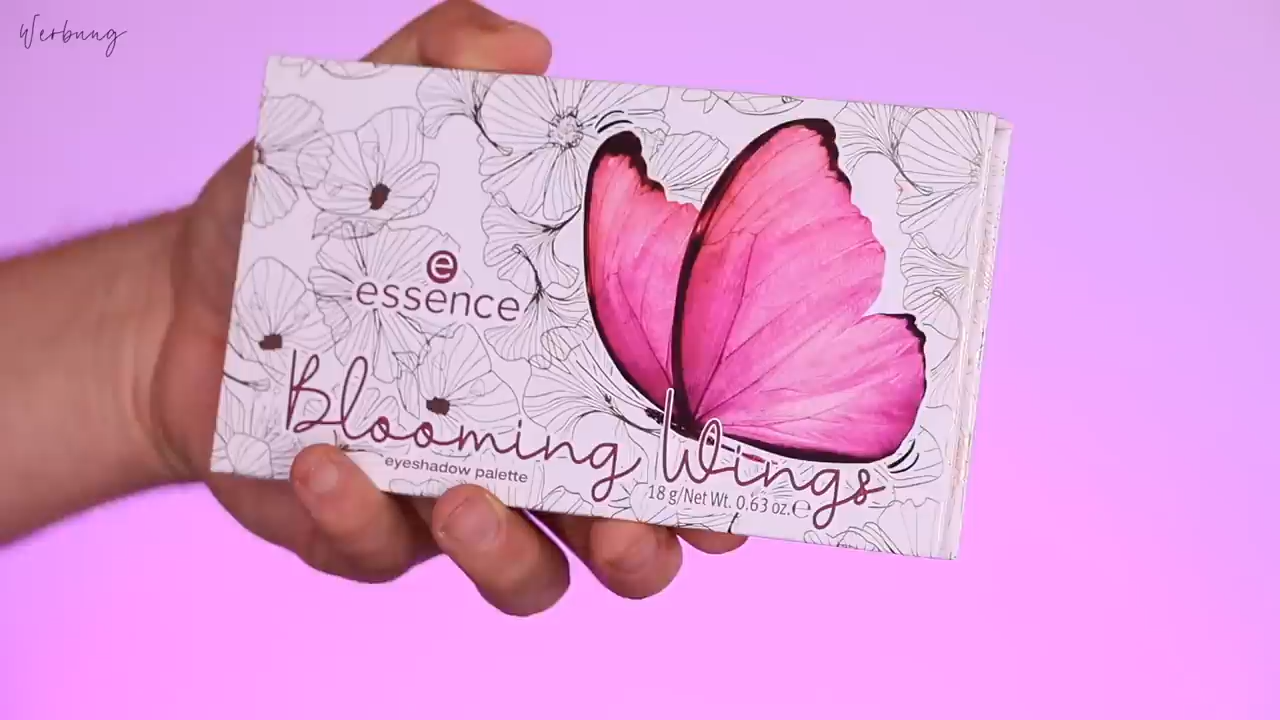 Werbung
e
essence
Blooming Wings
eyeshadow palette
18 g/Net Wt. 0.63 oz.℮